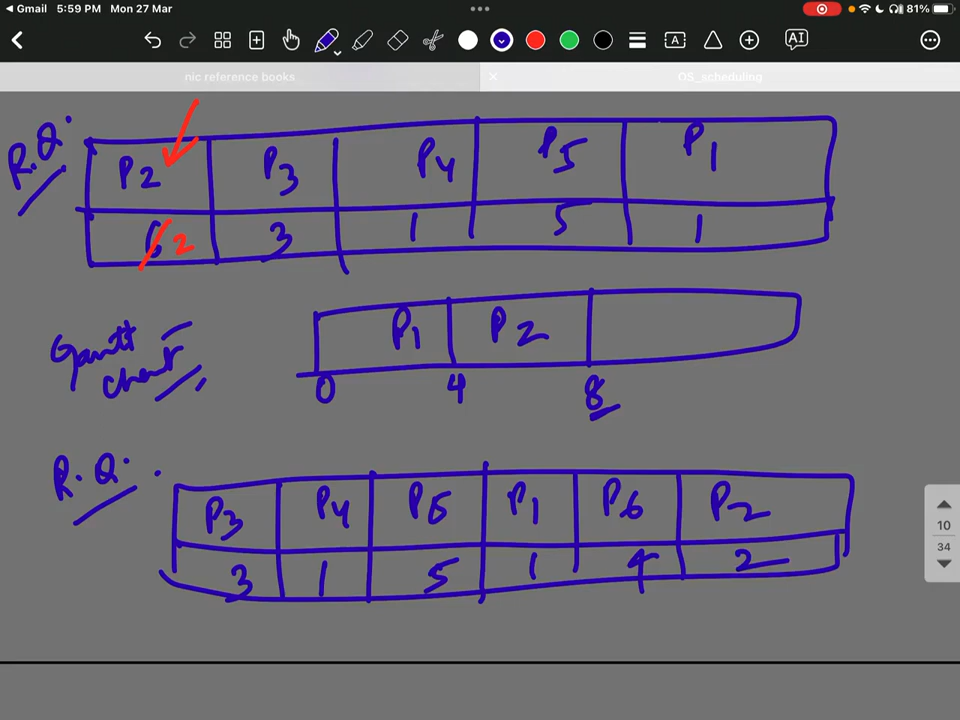 Gmail 5:59 PM Mon 27 Mar 81%
A AI
nic reference books OS_scheduling
R.Q.
P2 P3 P4 P5 P1
6 2 3 1 5 1
Gantt
Chart
P1 P2
0 4 8
R.Q.
P3 P4 P5 P1 P6 P2
3 1 5 1 4 2
10
34